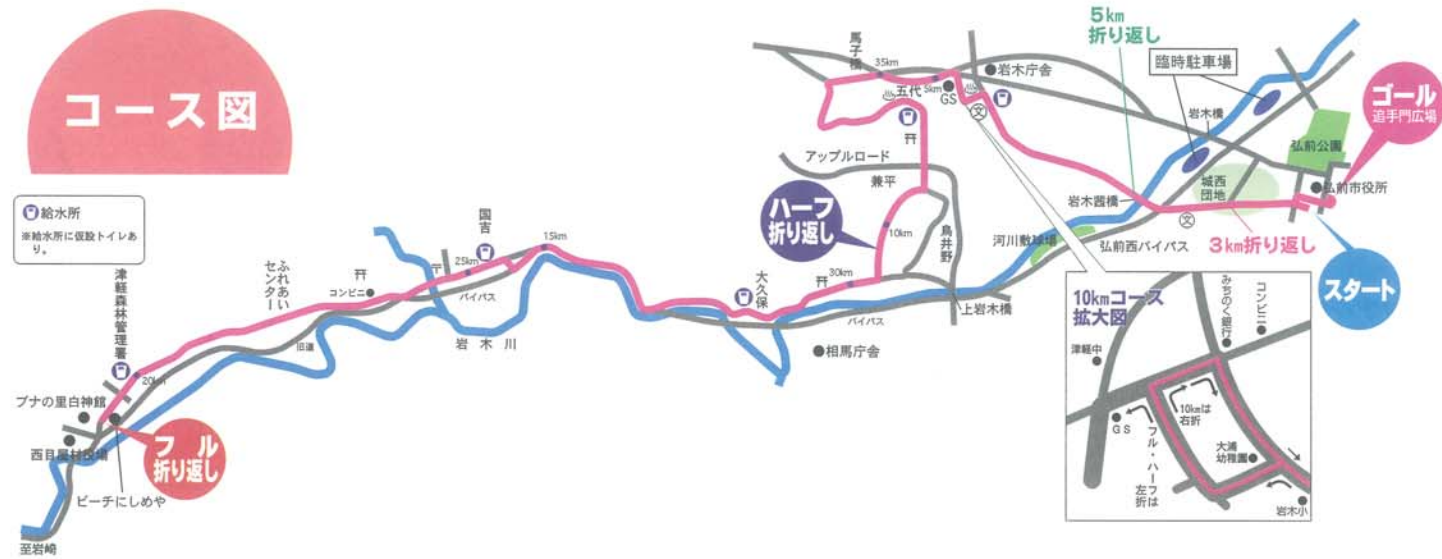 コース図
給水所
※給水所に仮設トイレあ
り。
津軽森林管理署
ふれあい
センター
コンビニ
〒
国吉
25km
バイパス
15km
旧道
岩木川
20km
ブナの里白神館
西目屋村役場
ビーチにしめや
至岩崎
フル
折り返し
大久保
バイパス
相馬庁舎
30km
上岩木橋
鳥井野
10km
ハーフ
折り返し
兼平
アップルロード
馬子橋
35km
五代
5km
GS
岩木庁舎
文
5km
折り返し
臨時駐車場
岩木橋
弘前公園
ゴール
追手門広場
弘前市役所
城西
団地
岩木茜橋
文
3km折り返し
河川敷球場
弘前西バイパス
スタート
10kmコース
拡大図
みちのく銀行
コンビニ
津軽中
GS
10kmは
右折
フル・ハーフは
左折
大浦
幼稚園
岩木小